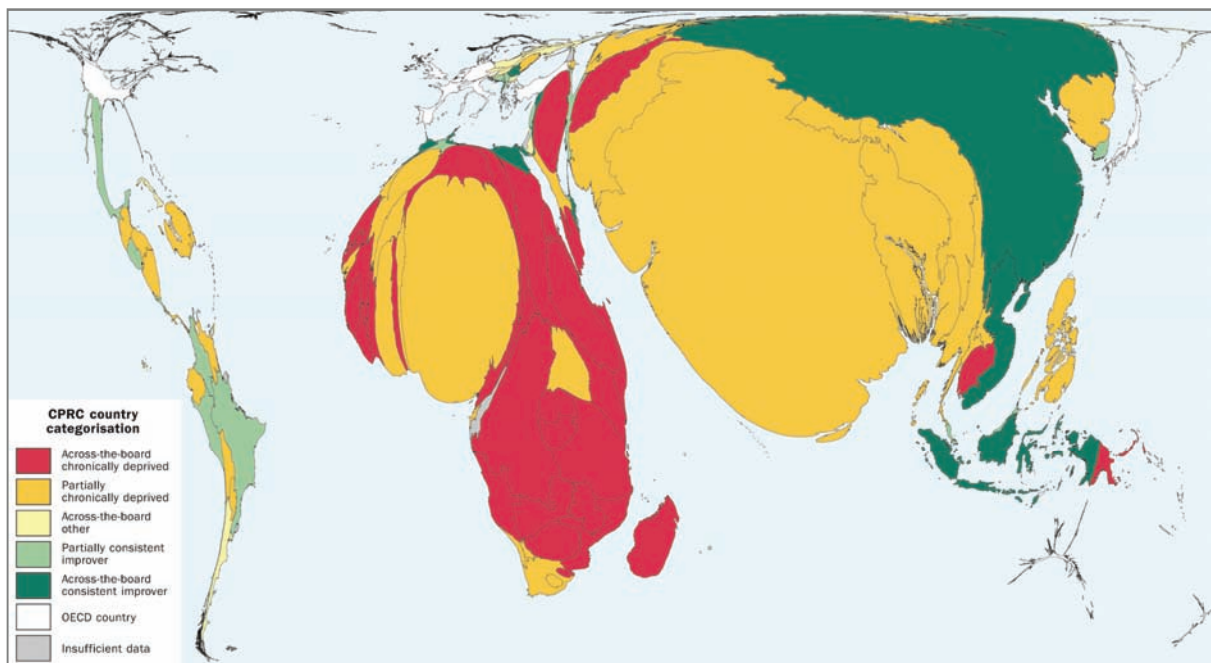 CPRC country
categorisation
Across-the-board
chronically deprived
Partially
chronically deprived
Across-the-board
other
Partially consistent
improver
Across-the-board
consistent improver
OECD country
Insufficient data